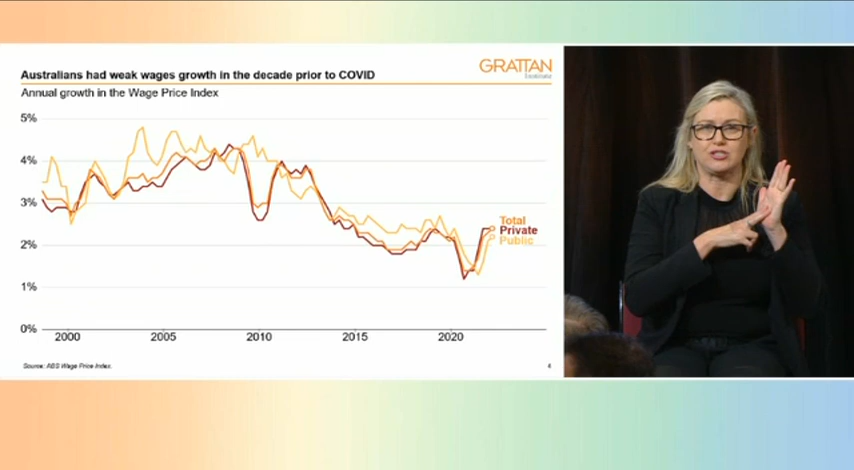 Australians had weak wages growth in the decade prior to COVID
GRATTAN
Institute
Annual growth in the Wage Price Index
5%
4%
3%
2%
1%
0%
Total
Private
Public
2000
2005
2010
2015
2020
Source: ABS Wage Price Index.
4